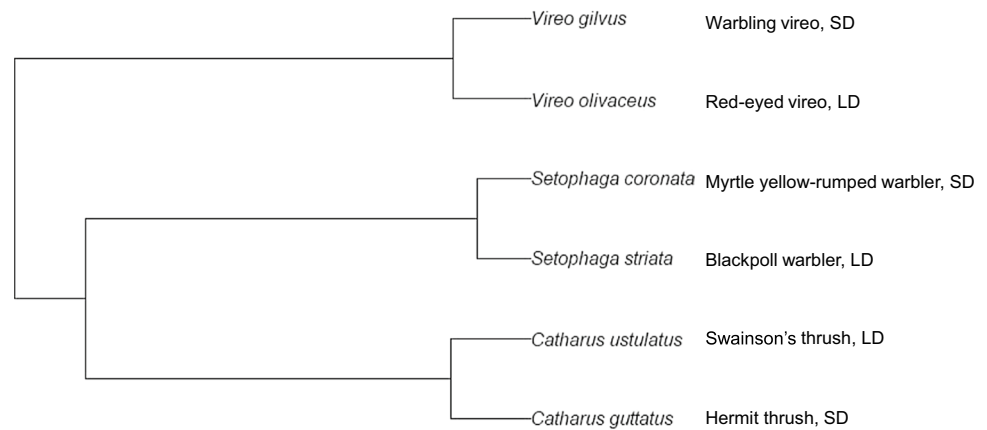 Vireo gilvus Warbling vireo, SD
Vireo olivaceus Red-eyed vireo, LD
Setophaga coronata Myrtle yellow-rumped warbler, SD
Setophaga striata Blackpoll warbler, LD
Catharus ustulatus Swainson’s thrush, LD
Catharus guttatus Hermit thrush, SD